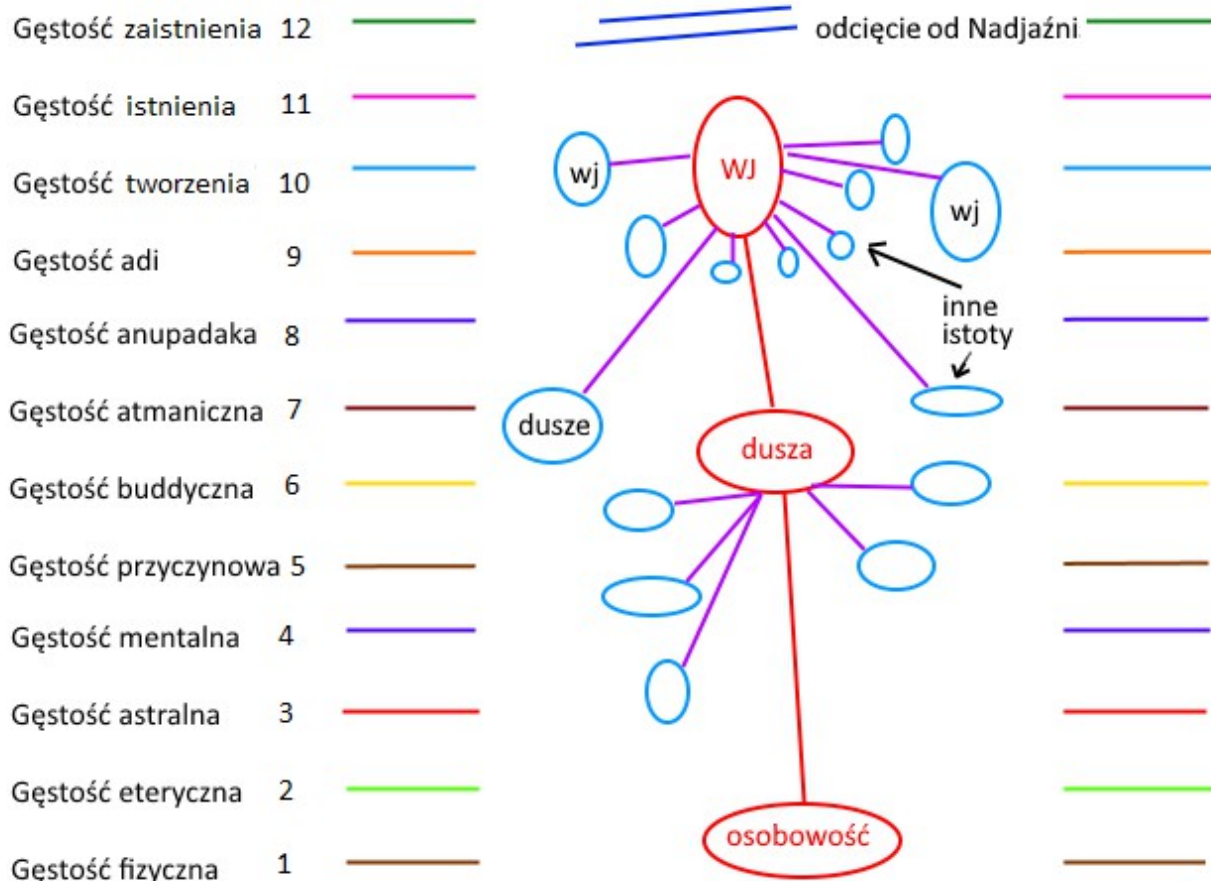 Gęstość zaistnienia 12
odcięcie od Nadjaźni
Gęstość istnienia 11
wj
WJ
Gęstość tworzenia 10
wj
Gęstość adi 9
inne
istoty
Gęstość anupadaka 8
Gęstość atmaniczna 7
dusze
dusza
Gęstość buddyczna 6
Gęstość przyczynowa 5
Gęstość mentalna 4
Gęstość astralna 3
Gęstość eteryczna 2
osobowość
Gęstość fizyczna 1